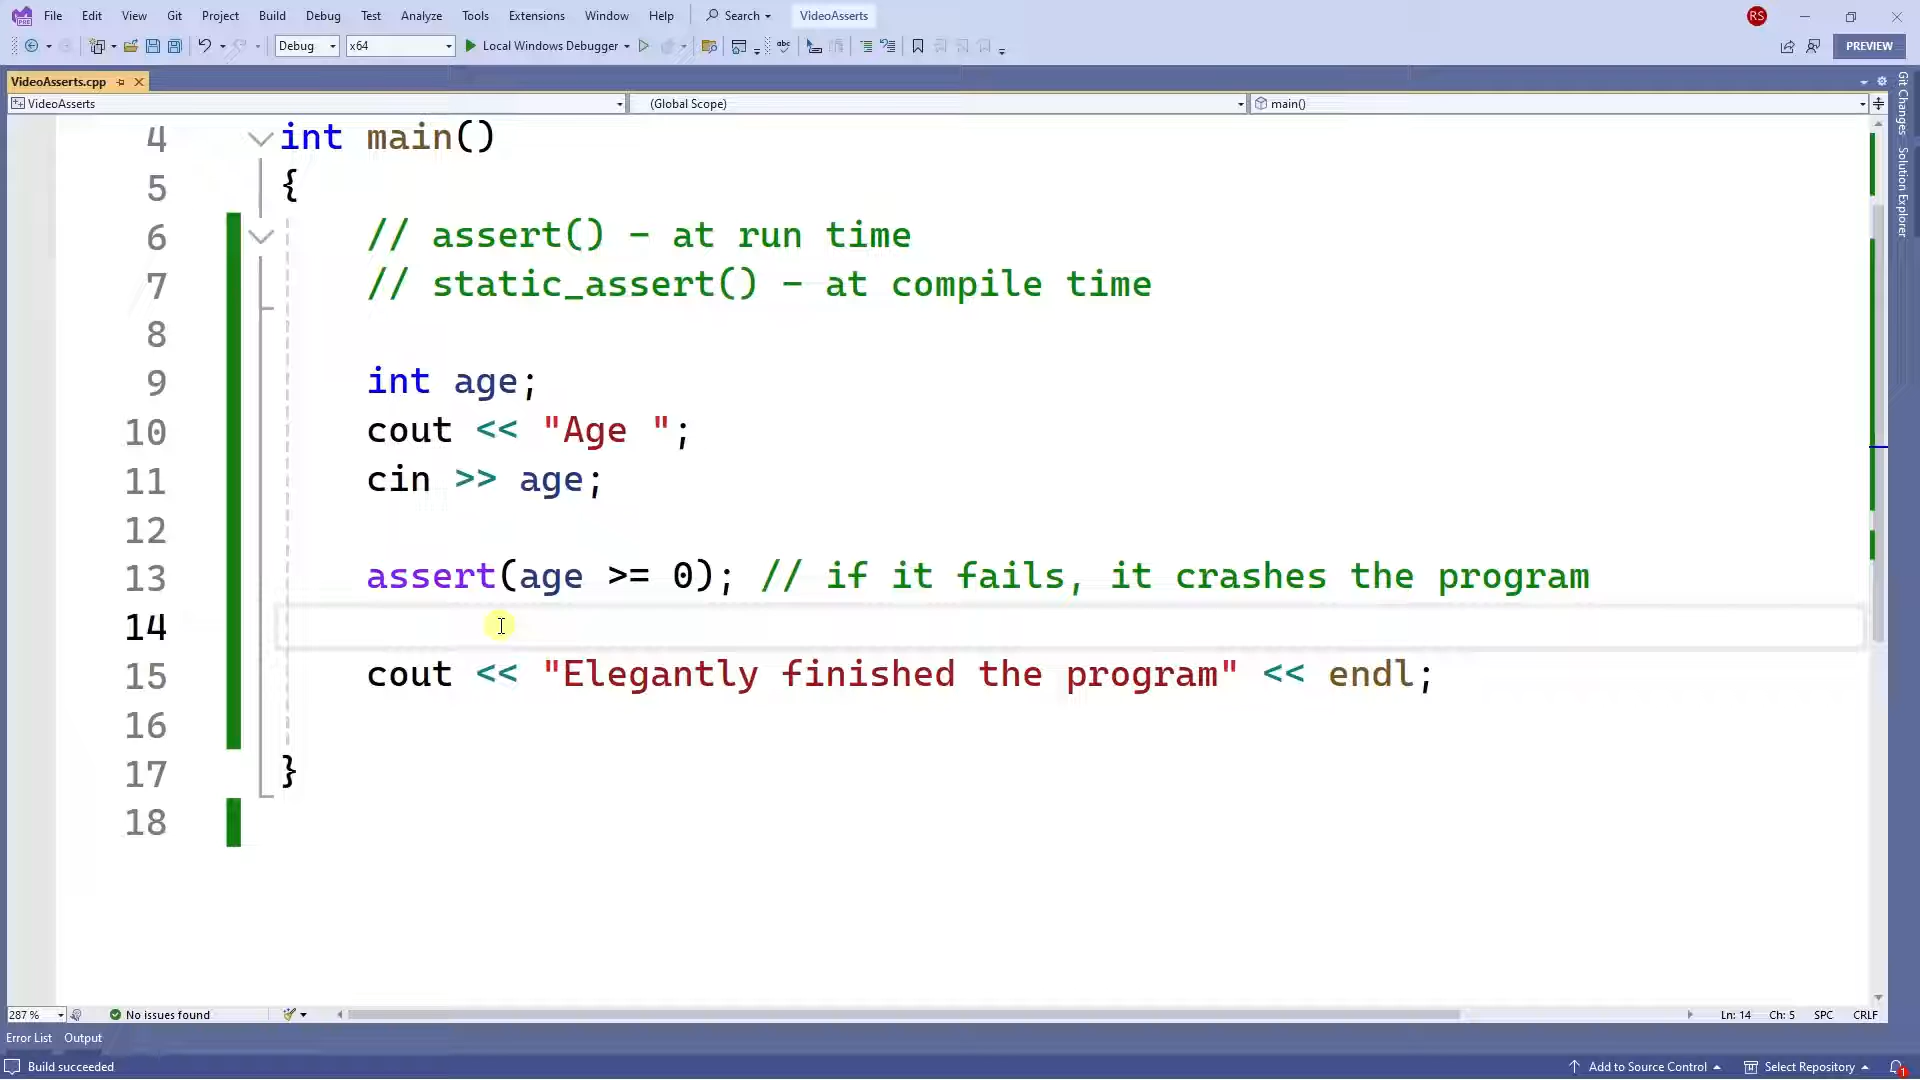 File Edit View Git Project Build Debug Test Analyze Tools Extensions Window Help Search VideoAsserts RS
Debug x64 Local Windows Debugger abc PREVIEW
VideoAsserts.cpp
VideoAsserts (Global Scope) main()
4 int main()
5 {
6 // assert() - at run time
7 // static_assert() - at compile time
8
9 int age;
10 cout << "Age ";
11 cin >> age;
12
13 assert(age >= 0); // if it fails, it crashes the program
14
15 cout << "Elegantly finished the program" << endl;
16
17 }
18
Git Changes
Solution Explorer
287 % No issues found Ln: 14 Ch: 5 SPC CRLF
Error List Output
Build succeeded Add to Source Control Select Repository 1